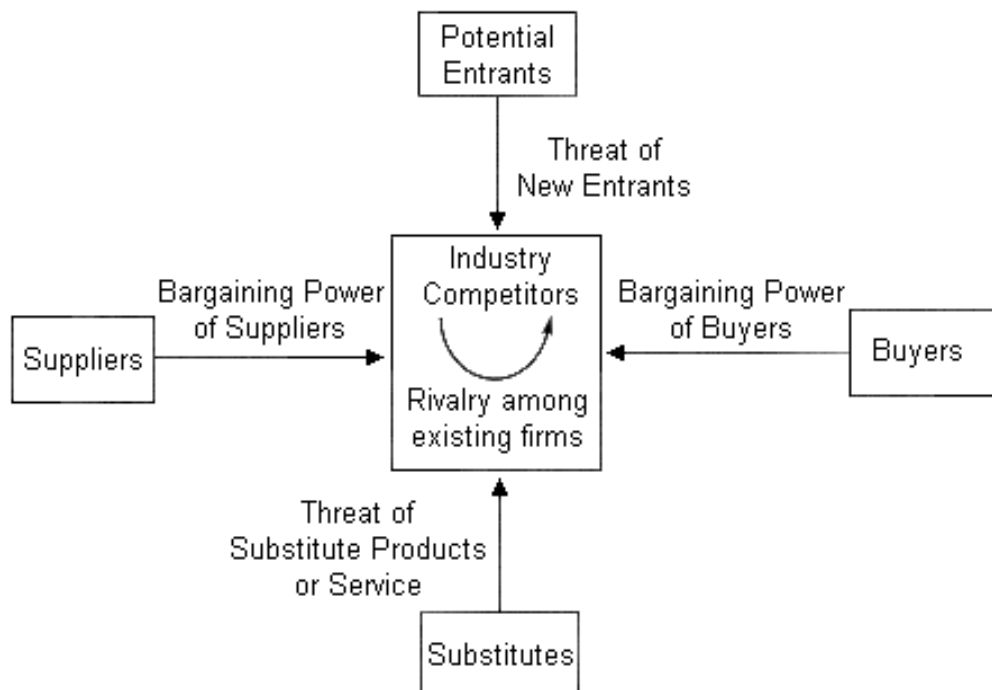 Potential
Entrants
Threat of
New Entrants
Industry
Competitors
Rivalry among
existing firms
Bargaining Power
of Suppliers
Suppliers
Bargaining Power
of Buyers
Buyers
Threat of
Substitute Products
or Service
Substitutes